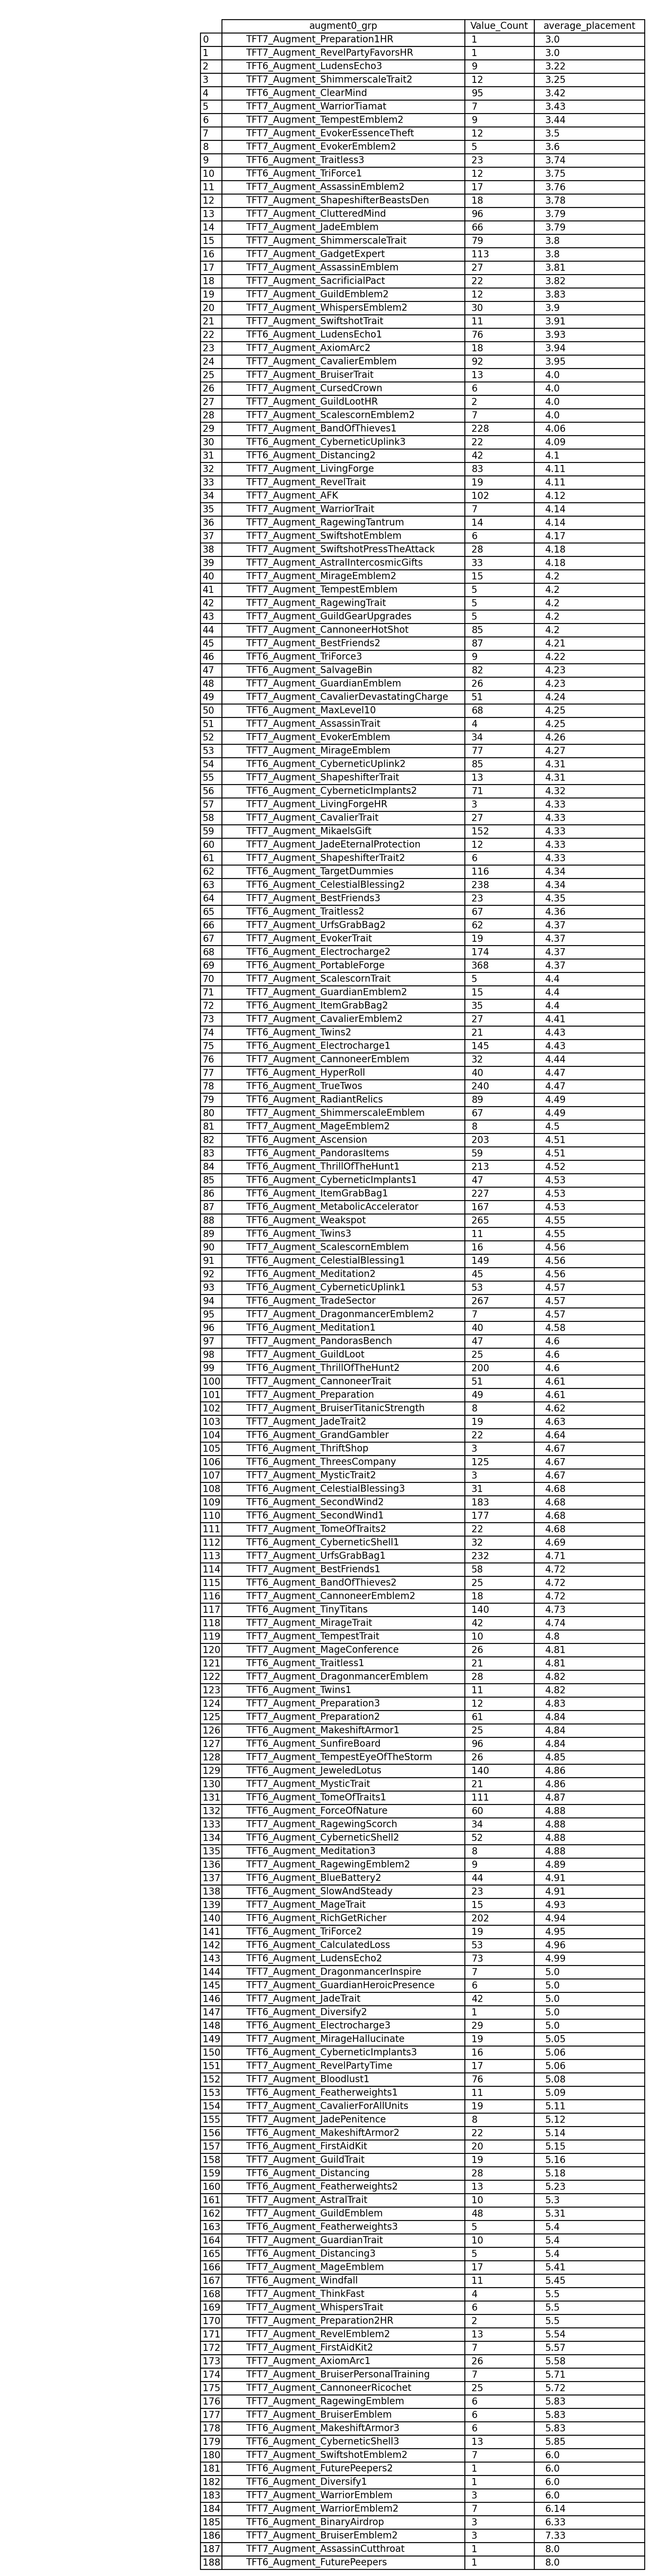 augment0_grp Value_Count average_placement
0 TFT7_Augment_Preparation1HR 1 3.0
1 TFT7_Augment_RevelPartyFavorsHR 1 3.0
2 TFT6_Augment_LudensEcho3 9 3.22
3 TFT7_Augment_ShimmerscaleTrait2 12 3.25
4 TFT6_Augment_ClearMind 95 3.42
5 TFT7_Augment_WarriorTiamat 7 3.43
6 TFT7_Augment_TempestEmblem2 9 3.44
7 TFT7_Augment_EvokerEssenceTheft 12 3.5
8 TFT7_Augment_EvokerEmblem2 5 3.6
9 TFT6_Augment_Traitless3 23 3.74
10 TFT6_Augment_TriForce1 12 3.75
11 TFT7_Augment_AssassinEmblem2 17 3.76
12 TFT7_Augment_ShapeshifterBeastsDen 18 3.78
13 TFT7_Augment_ClutteredMind 96 3.79
14 TFT7_Augment_JadeEmblem 66 3.79
15 TFT7_Augment_ShimmerscaleTrait 79 3.8
16 TFT7_Augment_GadgetExpert 113 3.8
17 TFT7_Augment_AssassinEmblem 27 3.81
18 TFT7_Augment_SacrificialPact 22 3.82
19 TFT7_Augment_GuildEmblem2 12 3.83
20 TFT7_Augment_WhispersEmblem2 30 3.9
21 TFT7_Augment_SwiftshotTrait 11 3.91
22 TFT6_Augment_LudensEcho1 76 3.93
23 TFT7_Augment_AxiomArc2 18 3.94
24 TFT7_Augment_CavalierEmblem 92 3.95
25 TFT7_Augment_BruiserTrait 13 4.0
26 TFT7_Augment_CursedCrown 6 4.0
27 TFT7_Augment_GuildLootHR 2 4.0
28 TFT7_Augment_ScalescornEmblem2 7 4.0
29 TFT7_Augment_BandOfThieves1 228 4.06
30 TFT6_Augment_CyberneticUplink3 22 4.09
31 TFT6_Augment_Distancing2 42 4.1
32 TFT7_Augment_LivingForge 83 4.11
33 TFT7_Augment_RevelTrait 19 4.11
34 TFT7_Augment_AFK 102 4.12
35 TFT7_Augment_WarriorTrait 7 4.14
36 TFT7_Augment_RagewingTantrum 14 4.14
37 TFT7_Augment_SwiftshotEmblem 6 4.17
38 TFT7_Augment_SwiftshotPressTheAttack 28 4.18
39 TFT7_Augment_AstralIntercosmicGifts 33 4.18
40 TFT7_Augment_MirageEmblem2 15 4.2
41 TFT7_Augment_TempestEmblem 5 4.2
42 TFT7_Augment_RagewingTrait 5 4.2
43 TFT7_Augment_GuildGearUpgrades 5 4.2
44 TFT7_Augment_CannoneerHotShot 85 4.2
45 TFT7_Augment_BestFriends2 87 4.21
46 TFT6_Augment_TriForce3 9 4.22
47 TFT6_Augment_SalvageBin 82 4.23
48 TFT7_Augment_GuardianEmblem 26 4.23
49 TFT7_Augment_CavalierDevastatingCharge 51 4.24
50 TFT6_Augment_MaxLevel10 68 4.25
51 TFT7_Augment_AssassinTrait 4 4.25
52 TFT7_Augment_EvokerEmblem 34 4.26
53 TFT7_Augment_MirageEmblem 77 4.27
54 TFT6_Augment_CyberneticUplink2 85 4.31
55 TFT7_Augment_ShapeshifterTrait 13 4.31
56 TFT6_Augment_CyberneticImplants2 71 4.32
57 TFT7_Augment_LivingForgeHR 3 4.33
58 TFT7_Augment_CavalierTrait 27 4.33
59 TFT7_Augment_MikaelsGift 152 4.33
60 TFT7_Augment_JadeEternalProtection 12 4.33
61 TFT7_Augment_ShapeshifterTrait2 6 4.33
62 TFT6_Augment_TargetDummies 116 4.34
63 TFT6_Augment_CelestialBlessing2 238 4.34
64 TFT7_Augment_BestFriends3 23 4.35
65 TFT6_Augment_Traitless2 67 4.36
66 TFT7_Augment_UrfsGrabBag2 62 4.37
67 TFT7_Augment_EvokerTrait 19 4.37
68 TFT6_Augment_Electrocharge2 174 4.37
69 TFT6_Augment_PortableForge 368 4.37
70 TFT7_Augment_ScalescornTrait 5 4.4
71 TFT7_Augment_GuardianEmblem2 15 4.4
72 TFT6_Augment_ItemGrabBag2 35 4.4
73 TFT7_Augment_CavalierEmblem2 27 4.41
74 TFT6_Augment_Twins2 21 4.43
75 TFT6_Augment_Electrocharge1 145 4.43
76 TFT7_Augment_CannoneerEmblem 32 4.44
77 TFT6_Augment_HyperRoll 40 4.47
78 TFT6_Augment_TrueTwos 240 4.47
79 TFT6_Augment_RadiantRelics 89 4.49
80 TFT7_Augment_ShimmerscaleEmblem 67 4.49
81 TFT7_Augment_MageEmblem2 8 4.5
82 TFT6_Augment_Ascension 203 4.51
83 TFT6_Augment_PandorasItems 59 4.51
84 TFT6_Augment_ThrillOfTheHunt1 213 4.52
85 TFT6_Augment_CyberneticImplants1 47 4.53
86 TFT6_Augment_ItemGrabBag1 227 4.53
87 TFT6_Augment_MetabolicAccelerator 167 4.53
88 TFT6_Augment_Weakspot 265 4.55
89 TFT6_Augment_Twins3 11 4.55
90 TFT7_Augment_ScalescornEmblem 16 4.56
91 TFT6_Augment_CelestialBlessing1 149 4.56
92 TFT6_Augment_Meditation2 45 4.56
93 TFT6_Augment_CyberneticUplink1 53 4.57
94 TFT6_Augment_TradeSector 267 4.57
95 TFT7_Augment_DragonmancerEmblem2 7 4.57
96 TFT6_Augment_Meditation1 40 4.58
97 TFT7_Augment_PandorasBench 47 4.6
98 TFT7_Augment_GuildLoot 25 4.6
99 TFT6_Augment_ThrillOfTheHunt2 200 4.6
100 TFT7_Augment_CannoneerTrait 51 4.61
101 TFT7_Augment_Preparation 49 4.61
102 TFT7_Augment_BruiserTitanicStrength 8 4.62
103 TFT7_Augment_JadeTrait2 19 4.63
104 TFT6_Augment_GrandGambler 22 4.64
105 TFT6_Augment_ThriftShop 3 4.67
106 TFT6_Augment_ThreesCompany 125 4.67
107 TFT7_Augment_MysticTrait2 3 4.67
108 TFT6_Augment_CelestialBlessing3 31 4.68
109 TFT6_Augment_SecondWind2 183 4.68
110 TFT6_Augment_SecondWind1 177 4.68
111 TFT7_Augment_TomeOfTraits2 22 4.68
112 TFT6_Augment_CyberneticShell1 32 4.69
113 TFT7_Augment_UrfsGrabBag1 232 4.71
114 TFT7_Augment_BestFriends1 58 4.72
115 TFT6_Augment_BandOfThieves2 25 4.72
116 TFT7_Augment_CannoneerEmblem2 18 4.72
117 TFT6_Augment_TinyTitans 140 4.73
118 TFT7_Augment_MirageTrait 42 4.74
119 TFT7_Augment_TempestTrait 10 4.8
120 TFT7_Augment_MageConference 26 4.81
121 TFT6_Augment_Traitless1 21 4.81
122 TFT7_Augment_DragonmancerEmblem 28 4.82
123 TFT6_Augment_Twins1 11 4.82
124 TFT7_Augment_Preparation3 12 4.83
125 TFT7_Augment_Preparation2 61 4.84
126 TFT6_Augment_MakeshiftArmor1 25 4.84
127 TFT6_Augment_SunfireBoard 96 4.84
128 TFT7_Augment_TempestEyeOfTheStorm 26 4.85
129 TFT6_Augment_JeweledLotus 140 4.86
130 TFT7_Augment_MysticTrait 21 4.86
131 TFT6_Augment_TomeOfTraits1 111 4.87
132 TFT6_Augment_ForceOfNature 60 4.88
133 TFT7_Augment_RagewingScorch 34 4.88
134 TFT6_Augment_CyberneticShell2 52 4.88
135 TFT6_Augment_Meditation3 8 4.88
136 TFT7_Augment_RagewingEmblem2 9 4.89
137 TFT6_Augment_BlueBattery2 44 4.91
138 TFT6_Augment_SlowAndSteady 23 4.91
139 TFT7_Augment_MageTrait 15 4.93
140 TFT6_Augment_RichGetRicher 202 4.94
141 TFT6_Augment_TriForce2 19 4.95
142 TFT6_Augment_CalculatedLoss 53 4.96
143 TFT6_Augment_LudensEcho2 73 4.99
144 TFT7_Augment_DragonmancerInspire 7 5.0
145 TFT7_Augment_GuardianHeroicPresence 6 5.0
146 TFT7_Augment_JadeTrait 42 5.0
147 TFT6_Augment_Diversify2 1 5.0
148 TFT6_Augment_Electrocharge3 29 5.0
149 TFT7_Augment_MirageHallucinate 19 5.05
150 TFT6_Augment_CyberneticImplants3 16 5.06
151 TFT7_Augment_RevelPartyTime 17 5.06
152 TFT7_Augment_Bloodlust1 76 5.08
153 TFT6_Augment_Featherweights1 11 5.09
154 TFT7_Augment_CavalierForAllUnits 19 5.11
155 TFT7_Augment_JadePenitence 8 5.12
156 TFT6_Augment_MakeshiftArmor2 22 5.14
157 TFT6_Augment_FirstAidKit 20 5.15
158 TFT7_Augment_GuildTrait 19 5.16
159 TFT6_Augment_Distancing 28 5.18
160 TFT6_Augment_Featherweights2 13 5.23
161 TFT7_Augment_AstralTrait 10 5.3
162 TFT7_Augment_GuildEmblem 48 5.31
163 TFT6_Augment_Featherweights3 5 5.4
164 TFT7_Augment_GuardianTrait 10 5.4
165 TFT6_Augment_Distancing3 5 5.4
166 TFT7_Augment_MageEmblem 17 5.41
167 TFT6_Augment_Windfall 11 5.45
168 TFT7_Augment_ThinkFast 4 5.5
169 TFT7_Augment_WhispersTrait 6 5.5
170 TFT7_Augment_Preparation2HR 2 5.5
171 TFT7_Augment_RevelEmblem2 13 5.54
172 TFT7_Augment_FirstAidKit2 7 5.57
173 TFT7_Augment_AxiomArc1 26 5.58
174 TFT7_Augment_BruiserPersonalTraining 7 5.71
175 TFT7_Augment_CannoneerRicochet 25 5.72
176 TFT7_Augment_RagewingEmblem 6 5.83
177 TFT7_Augment_BruiserEmblem 6 5.83
178 TFT6_Augment_MakeshiftArmor3 6 5.83
179 TFT6_Augment_CyberneticShell3 13 5.85
180 TFT7_Augment_SwiftshotEmblem2 7 6.0
181 TFT6_Augment_FuturePeepers2 1 6.0
182 TFT6_Augment_Diversify1 1 6.0
183 TFT7_Augment_WarriorEmblem 3 6.0
184 TFT7_Augment_WarriorEmblem2 7 6.14
185 TFT6_Augment_BinaryAirdrop 3 6.33
186 TFT7_Augment_BruiserEmblem2 3 7.33
187 TFT7_Augment_AssassinCutthroat 1 8.0
188 TFT6_Augment_FuturePeepers 1 8.0